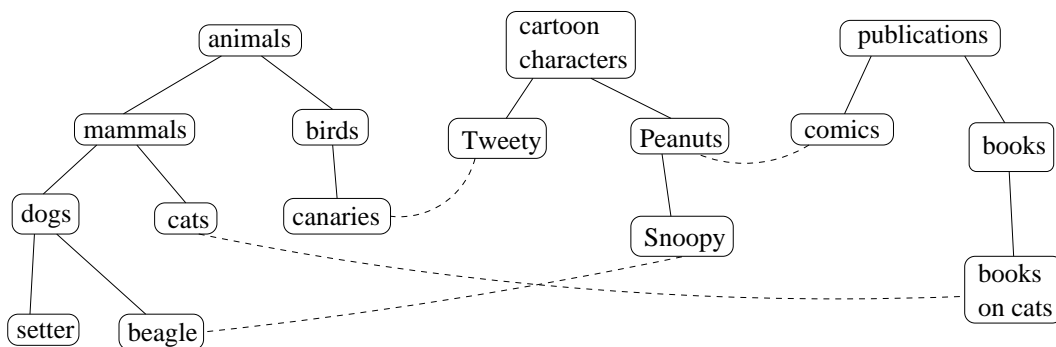 animals
cartoon
characters
publications
mammals
birds
Tweety
Peanuts
comics
books
dogs
cats
canaries
Snoopy
books
on cats
setter
beagle